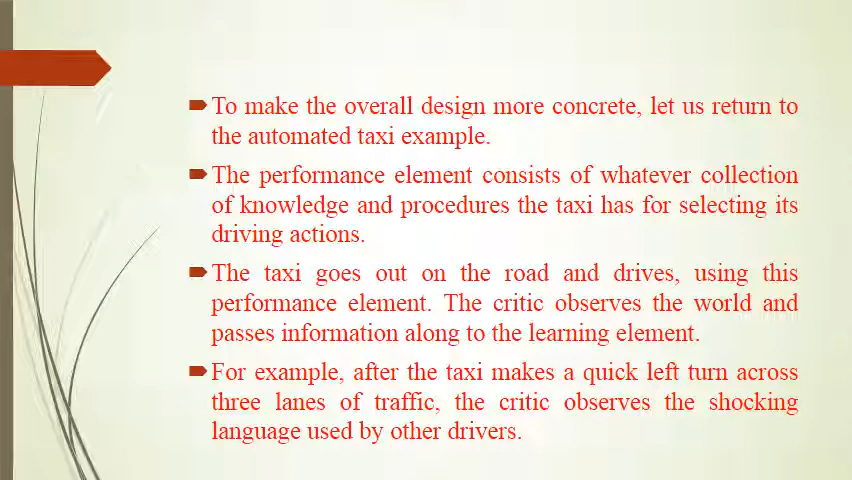 To make the overall design more concrete, let us return to
the automated taxi example.
The performance element consists of whatever collection
of knowledge and procedures the taxi has for selecting its
driving actions.
The taxi goes out on the road and drives, using this
performance element. The critic observes the world and
passes information along to the learning element.
For example, after the taxi makes a quick left turn across
three lanes of traffic, the critic observes the shocking
language used by other drivers.